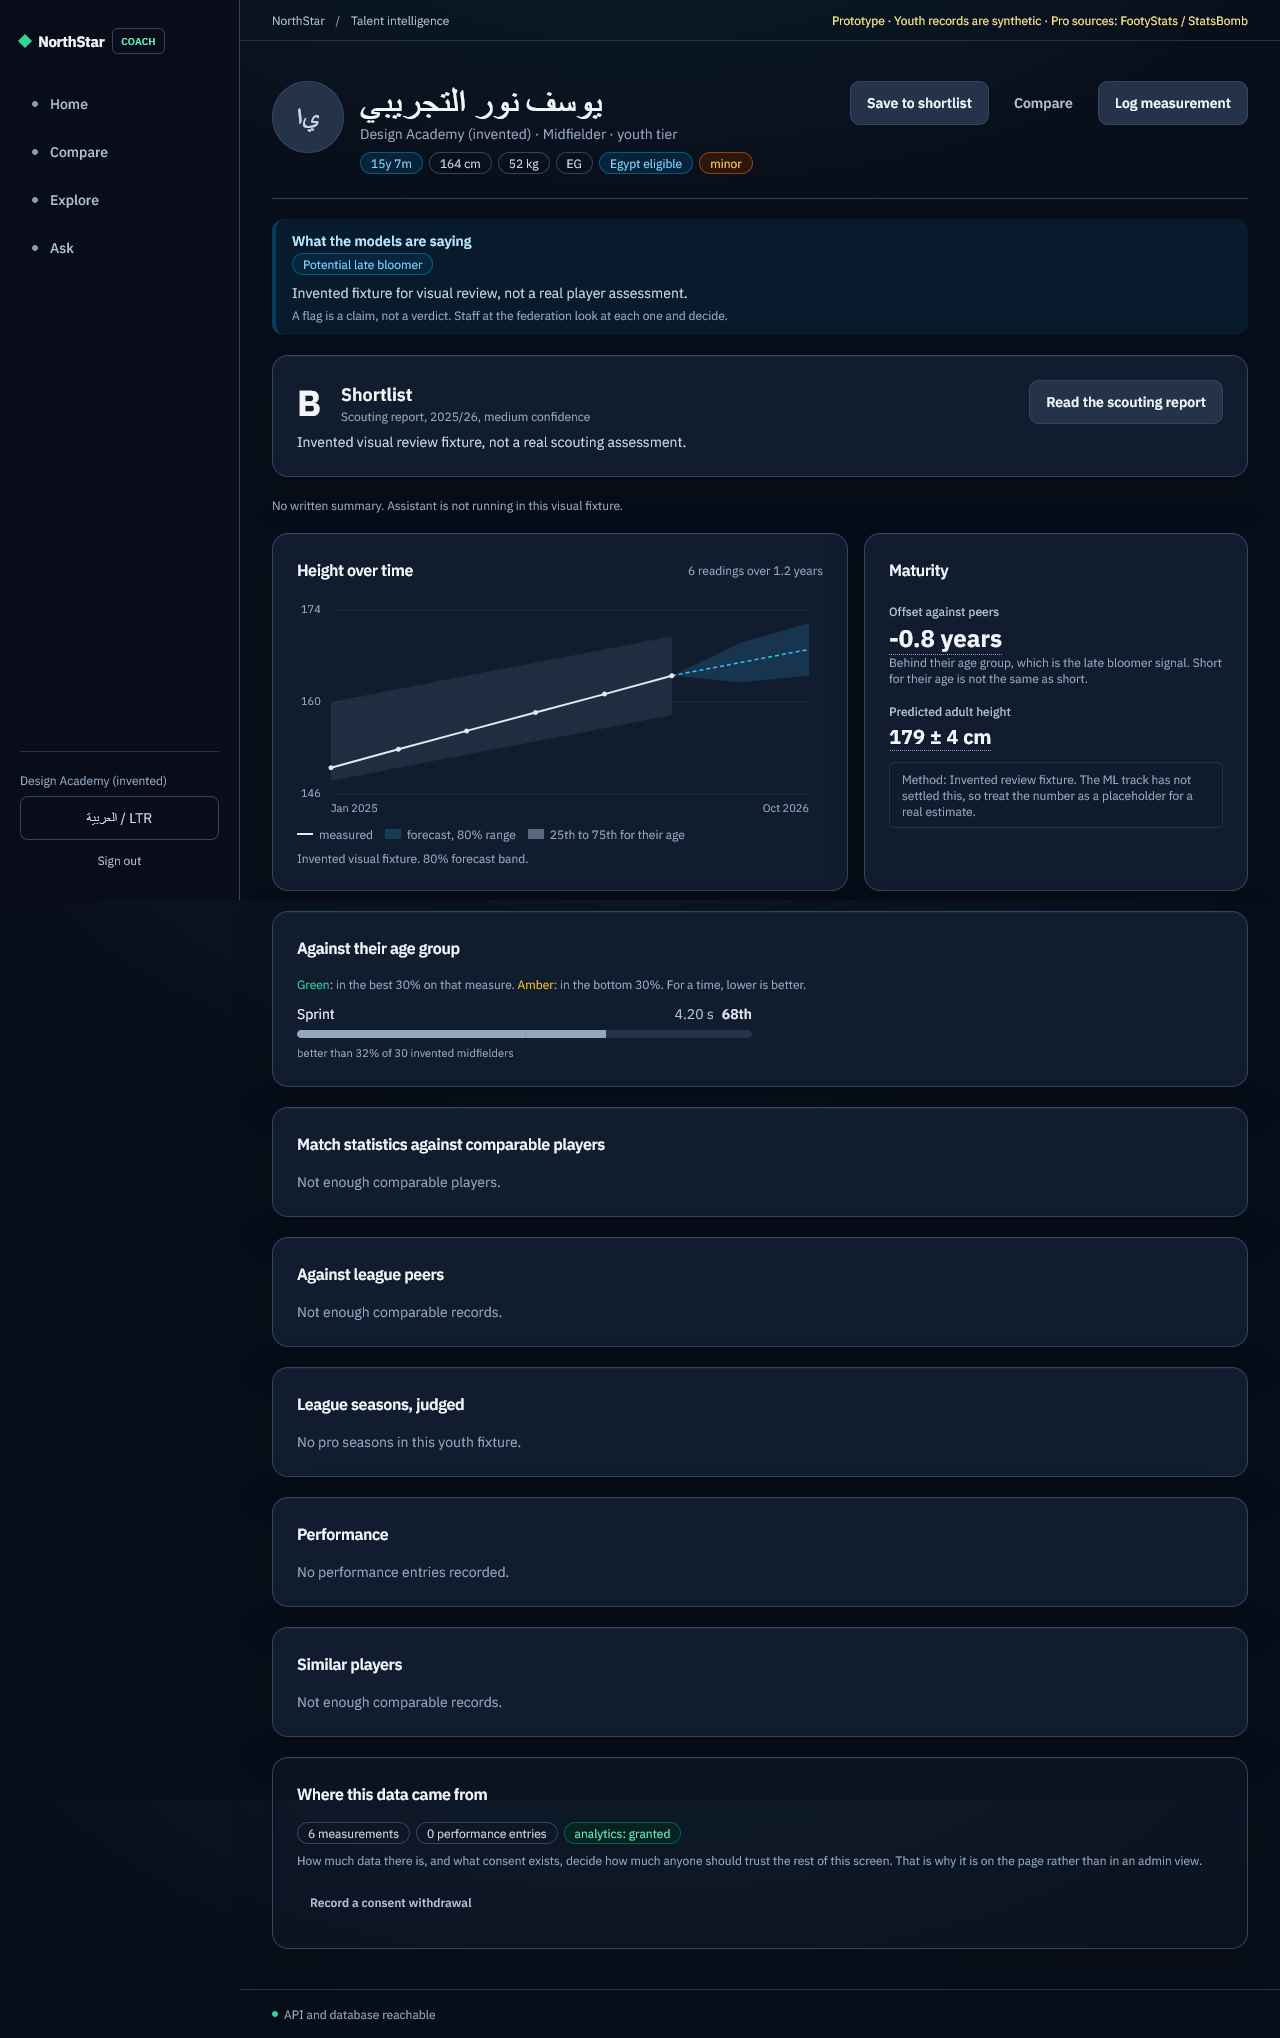 NorthStar COACH
Home
Compare
Explore
Ask
Design Academy (invented)
العربية / LTR
Sign out
NorthStar / Talent intelligence
Prototype · Youth records are synthetic · Pro sources: FootyStats / StatsBomb
يا
يوسف نور التجريبي
Design Academy (invented) · Midfielder · youth tier
15y 7m 164 cm 52 kg EG Egypt eligible minor
Save to shortlist Compare Log measurement
What the models are saying
Potential late bloomer
Invented fixture for visual review, not a real player assessment.
A flag is a claim, not a verdict. Staff at the federation look at each one and decide.
B Shortlist
Scouting report, 2025/26, medium confidence
Invented visual review fixture, not a real scouting assessment.
Read the scouting report
No written summary. Assistant is not running in this visual fixture.
Height over time
6 readings over 1.2 years
174
160
146
Jan 2025 Oct 2026
measured forecast, 80% range 25th to 75th for their age
Invented visual fixture. 80% forecast band.
Maturity
Offset against peers
-0.8 years
Behind their age group, which is the late bloomer signal. Short
for their age is not the same as short.
Predicted adult height
179 ± 4 cm
Method: Invented review fixture. The ML track has not
settled this, so treat the number as a placeholder for a
real estimate.
Against their age group
Green: in the best 30% on that measure. Amber: in the bottom 30%. For a time, lower is better.
Sprint 4.20 s 68th
better than 32% of 30 invented midfielders
Match statistics against comparable players
Not enough comparable players.
Against league peers
Not enough comparable records.
League seasons, judged
No pro seasons in this youth fixture.
Performance
No performance entries recorded.
Similar players
Not enough comparable records.
Where this data came from
6 measurements 0 performance entries analytics: granted
How much data there is, and what consent exists, decide how much anyone should trust the rest of this screen. That is why it is on the page rather than in an admin view.
Record a consent withdrawal
API and database reachable